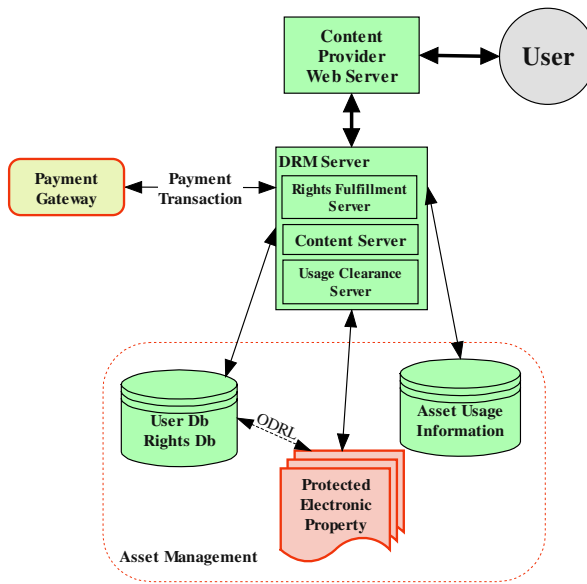 Content
Provider
Web Server
User
DRM Server
Rights Fulfillment
Server
Content Server
Usage Clearance
Server
Payment
Gateway
Payment
Transaction
User Db
Rights Db
ODRL
Asset Usage
Information
Protected
Electronic
Property
Asset Management